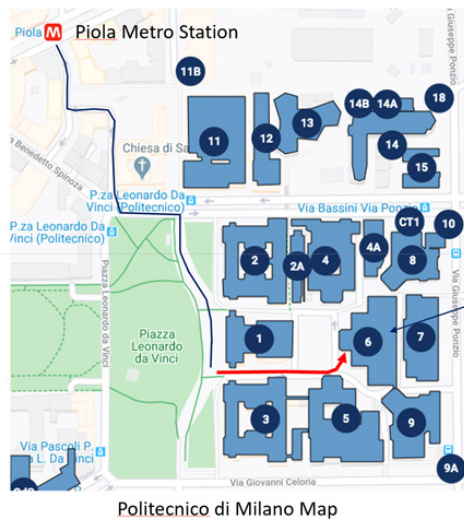 Piola M Piola Metro Station
11B
18
14B 14A
13
11
12
14
Chiesa di Sa
15
Benedetto Spinoza
Via Giuseppe Ponzio
P.za Leonardo Da
Vinci (Politecnico)
Via Bassini Via Ponzio
CT1
10
P.za Leonardo Da
Vinci (Politecnico)
4A
2
2A
4
8
Piazza Leonardo da Vinci
Piazza
Leonardo
da Vinci
1
6
7
Via Giuseppe Ponzio
3
5
9
Via Pascoli P.
L. Da Vinci
9A
Via Giovanni Celoria
Politecnico di Milano Map